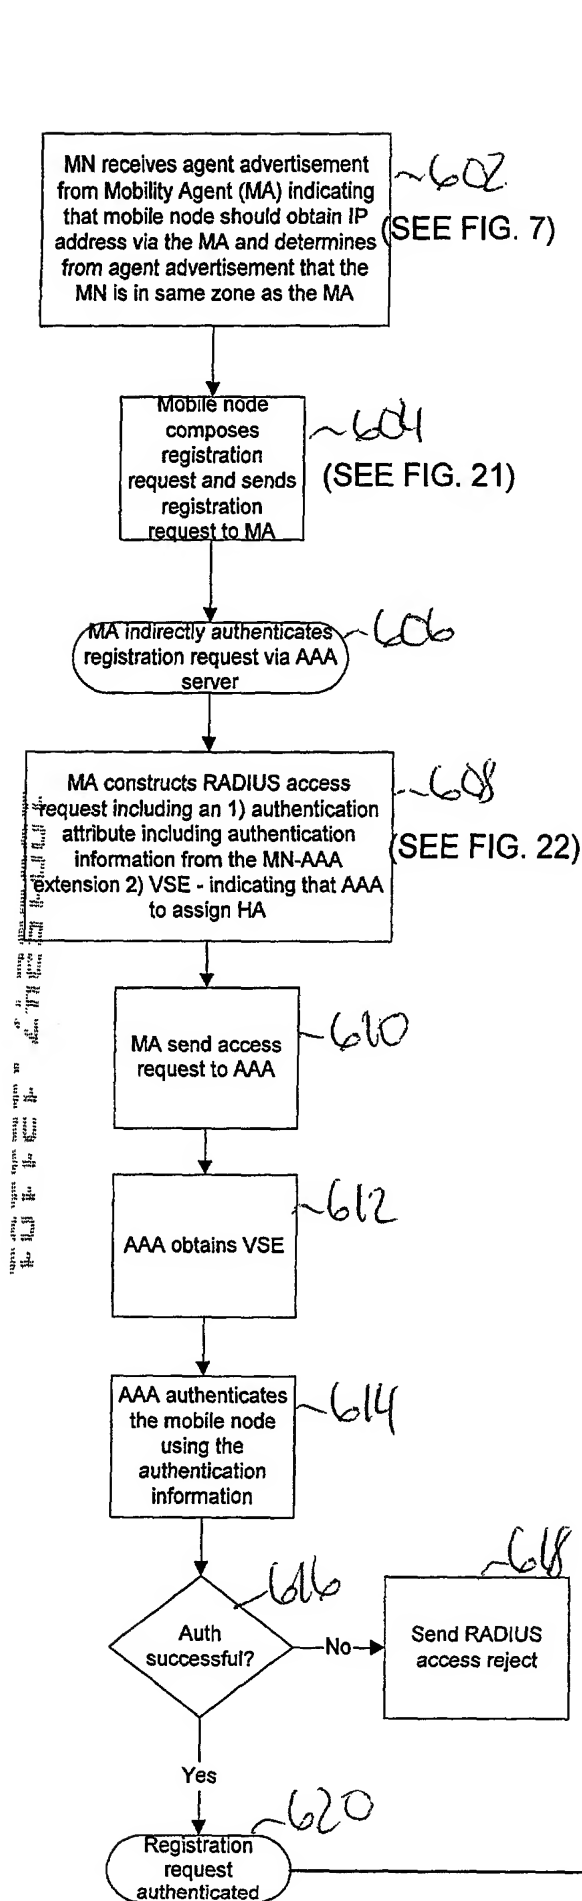 MN receives agent advertisement
from Mobility Agent (MA) indicating
that mobile node should obtain IP
address via the MA and determines
from agent advertisement that the
MN is in same zone as the MA
602
(SEE FIG. 7)
Mobile node
composes
registration
request and sends
registration
request to MA
604
(SEE FIG. 21)
MA indirectly authenticates
registration request via AAA
server
606
MA constructs RADIUS access
request including an 1) authentication
attribute including authentication
information from the MN-AAA
extension 2) VSE - indicating that AAA
to assign HA
608
(SEE FIG. 22)
MA send access
request to AAA
610
AAA obtains VSE
612
AAA authenticates
the mobile node
using the
authentication
information
614
Auth
successful?
616
No
Send RADIUS
access reject
618
Yes
Registration
request
authenticated
620